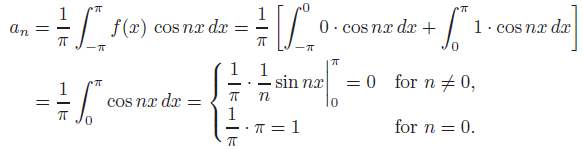 a_n = \frac{1}{\pi} \int_{-\pi}^{\pi} f(x) \cos nx\, dx = \frac{1}{\pi} \left[ \int_{-\pi}^{0} 0 \cdot \cos nx\, dx + \int_{0}^{\pi} 1 \cdot \cos nx\, dx \right]
= \frac{1}{\pi} \int_{0}^{\pi} \cos nx\, dx = \begin{cases} \frac{1}{\pi} \cdot \frac{1}{n} \sin nx \Big|_{0}^{\pi} = 0 & \text{for } n \neq 0, \\ \frac{1}{\pi} \cdot \pi = 1 & \text{for } n = 0. \end{cases}